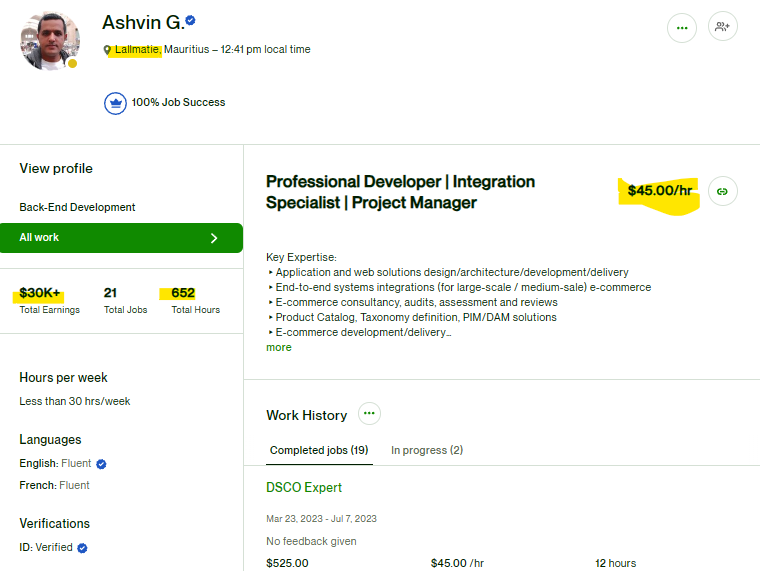 Ashvin G.
Lallmatie, Mauritius – 12:41 pm local time
100% Job Success
View profile
Back-End Development
All work
$30K+ 21 652
Total Earnings Total Jobs Total Hours
Hours per week
Less than 30 hrs/week
Languages
English: Fluent
French: Fluent
Verifications
ID: Verified
Professional Developer | Integration
Specialist | Project Manager
$45.00/hr
Key Expertise:
‣ Application and web solutions design/architecture/development/delivery
‣ End-to-end systems integrations (for large-scale / medium-sale) e-commerce
‣ E-commerce consultancy, audits, assessment and reviews
‣ Product Catalog, Taxonomy definition, PIM/DAM solutions
‣ E-commerce development/delivery…
more
Work History
Completed jobs (19) In progress (2)
DSCO Expert
Mar 23, 2023 - Jul 7, 2023
No feedback given
$525.00 $45.00 /hr 12 hours